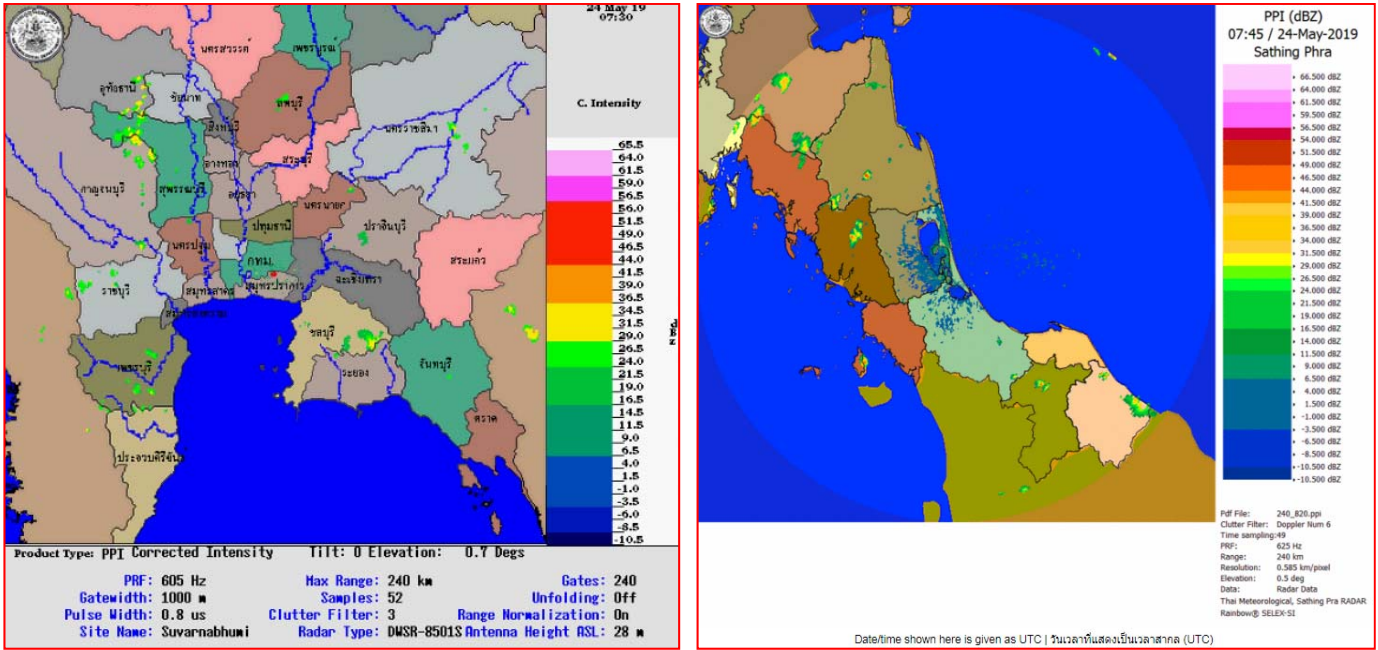 24 May 19
07:30
C. Intensity
65.5
64.0
61.5
59.0
56.5
56.0
51.5
49.0
46.5
44.0
41.5
39.0
36.5
34.5
31.5
29.0
26.5
24.0
21.5
19.0
16.5
14.5
11.5
9.0
6.5
4.0
1.5
-1.0
-3.5
-6.0
-8.5
-10.5
นครสวรรค์
เพชรบูรณ์
อุทัยธานี
ชัยนาท
ลพบุรี
สิงห์บุรี
นครราชสีมา
อ่างทอง
สระบุรี
กาญจนบุรี
สุพรรณบุรี
อยุธยา
นครนายก
ปทุมธานี
ปราจีนบุรี
นครปฐม
กทม.
สระแก้ว
ราชบุรี
สมุทรสาคร
สมุทรปราการ
ฉะเชิงเทรา
สมุทรสงคราม
ชลบุรี
เพชรบุรี
ระยอง
จันทบุรี
ตราด
ประจวบคีรีขันธ์
Product Type: PPI Corrected Intensity Tilt: 0 Elevation: 0.7 Degs
PRF: 605 Hz Max Range: 240 km Gates: 240
Gatewidth: 1000 m Samples: 52 Unfolding: Off
Pulse Width: 0.8 us Clutter Filter: 3 Range Normalization: On
Site Name: Suvarnabhumi Radar Type: DWSR-8501S Antenna Height ASL: 28 m
PPI (dBZ)
07:45 / 24-May-2019
Sathing Phra
66.500 dBZ
64.000 dBZ
61.500 dBZ
59.500 dBZ
56.500 dBZ
54.000 dBZ
51.500 dBZ
49.000 dBZ
46.500 dBZ
44.000 dBZ
41.500 dBZ
39.000 dBZ
36.500 dBZ
34.000 dBZ
31.500 dBZ
29.000 dBZ
26.500 dBZ
24.000 dBZ
21.500 dBZ
19.000 dBZ
16.500 dBZ
14.000 dBZ
11.500 dBZ
9.000 dBZ
6.500 dBZ
4.000 dBZ
1.500 dBZ
-1.000 dBZ
-3.500 dBZ
-8.500 dBZ
-10.500 dBZ
-10.500 dBZ
Pdf File: 240_820.ppi
Clutter Filter: Doppler Num 6
Time sampling:49
PRF: 625 Hz
Range: 240 km
Resolution: 0.585 km/pixel
Elevation: 0.5 deg
Data: Radar Data
Thai Meteorological, Sathing Pra RADAR
Rainbow® SELEX-SI
Date/time shown here is given as UTC | วันเวลาที่แสดงเป็นเวลาสากล (UTC)